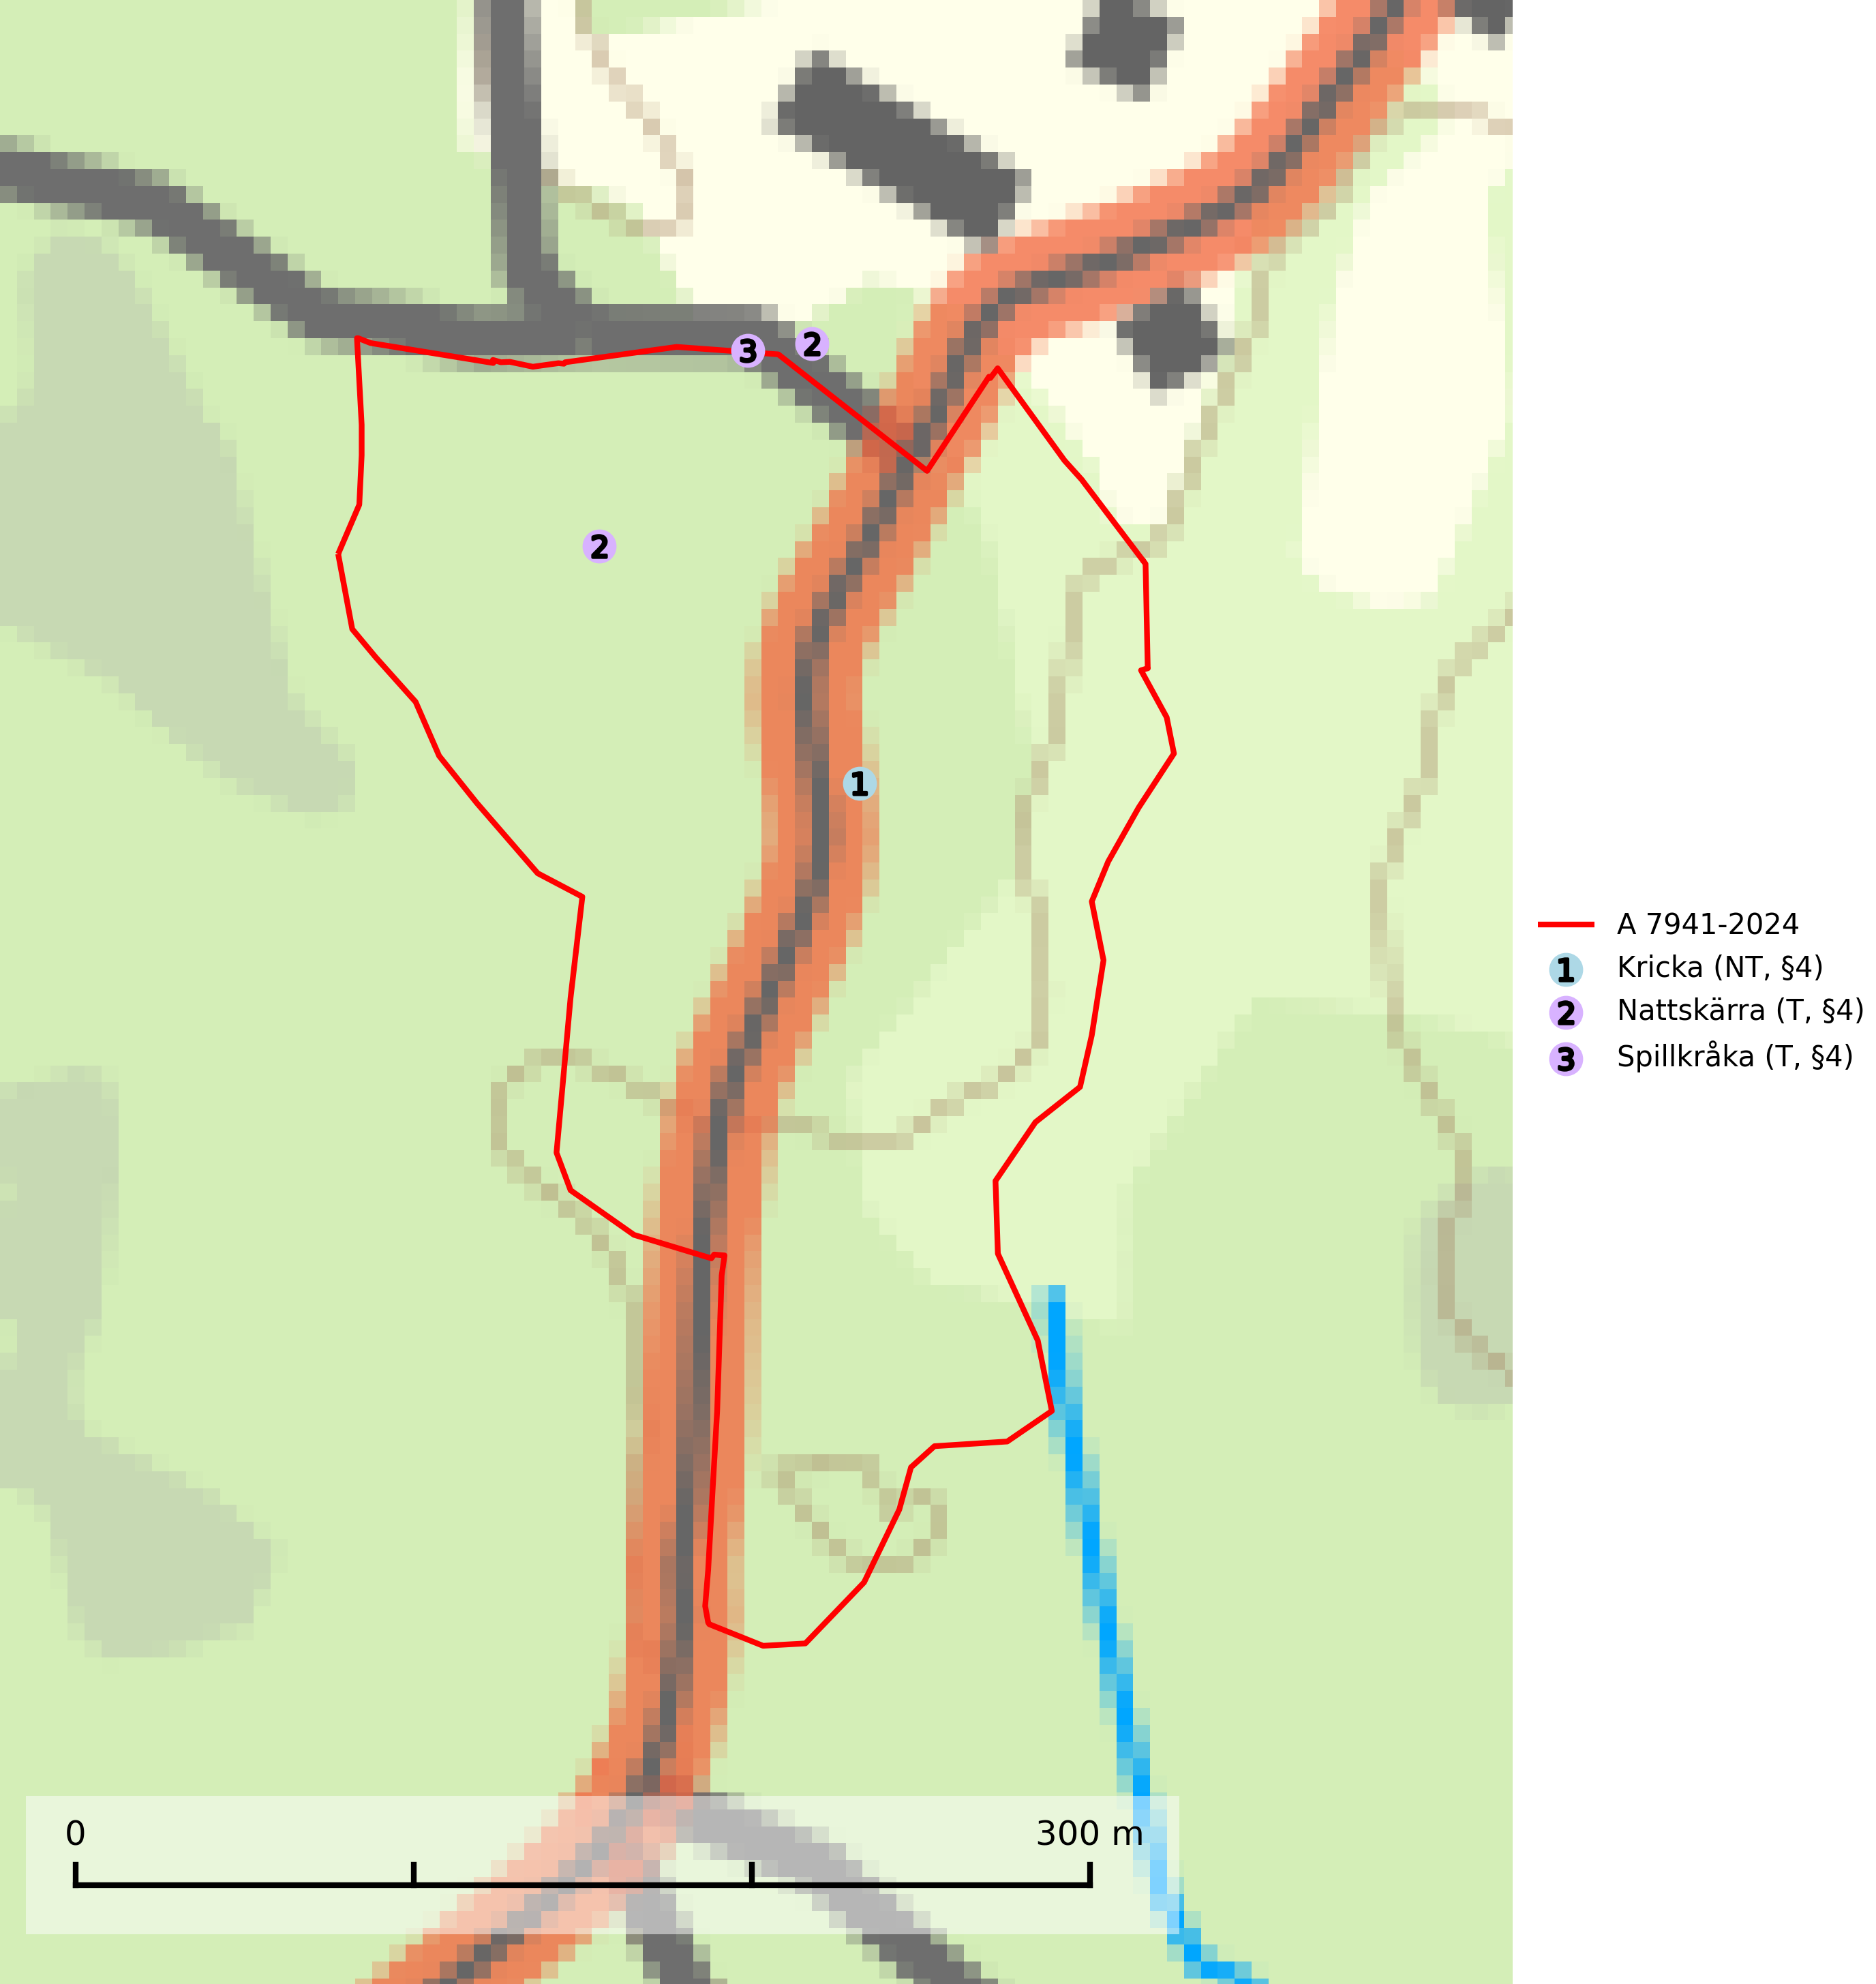 2
3
2
1
A 7941-2024
1 Kricka (NT, §4)
2 Nattskärra (T, §4)
3 Spillkråka (T, §4)
0 300 m